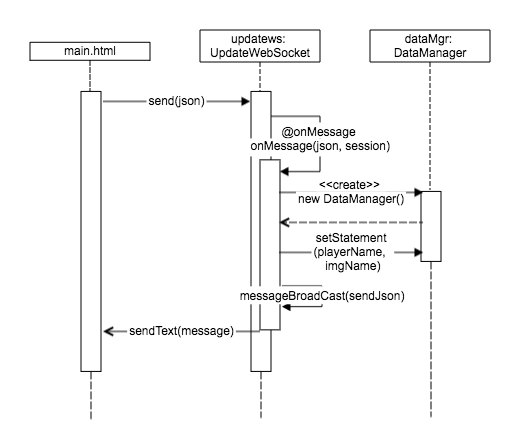 main.html
updatews:
UpdateWebSocket
dataMgr:
DataManager
send(json)
@onMessage
onMessage(json, session)
<<create>>
new DataManager()
setStatement
(playerName,
imgName)
messageBroadCast(sendJson)
sendText(message)